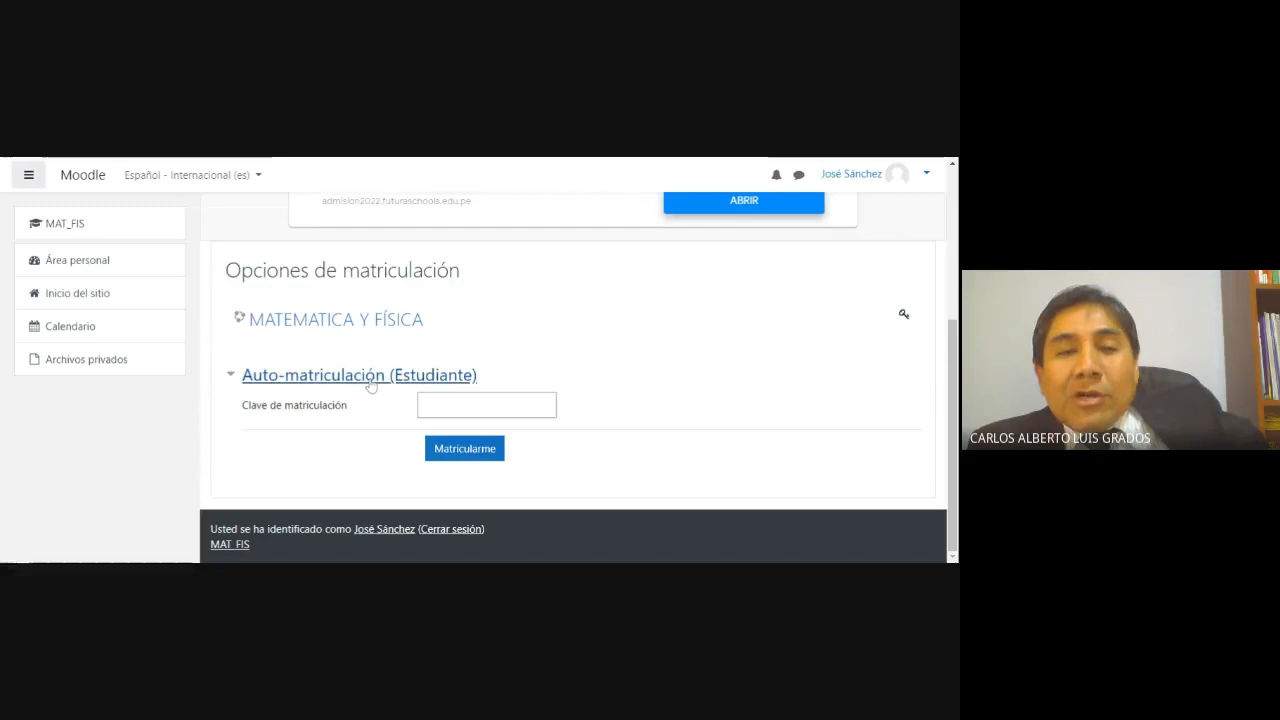 Moodle Español - Internacional (es) José Sánchez
admision2022.futuraschools.edu.pe ABRIR
MAT_FIS
Área personal
Inicio del sitio
Calendario
Archivos privados
Opciones de matriculación
MATEMATICA Y FÍSICA
Auto-matriculación (Estudiante)
Clave de matriculación
Matricularme
Usted se ha identificado como José Sánchez (Cerrar sesión)
MAT_FIS
CARLOS ALBERTO LUIS GRADOS